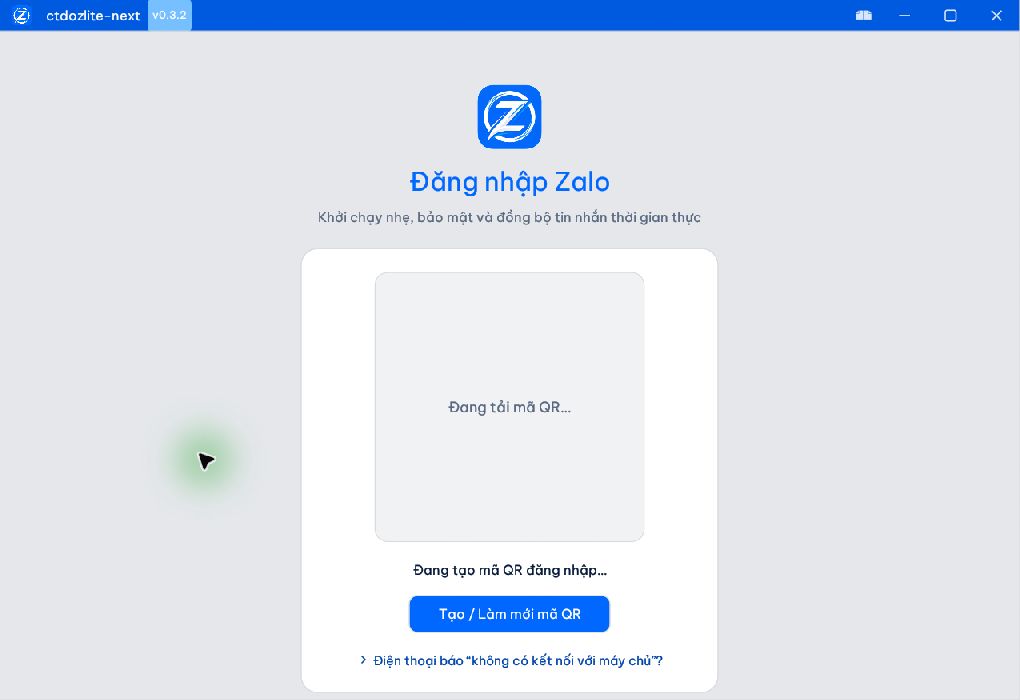 ctdozlite-next v0.3.2
Đăng nhập Zalo
Khởi chạy nhẹ, bảo mật và đồng bộ tin nhắn thời gian thực
Đang tải mã QR...
Đang tạo mã QR đăng nhập...
Tạo / Làm mới mã QR
Điện thoại báo “không có kết nối với máy chủ”?